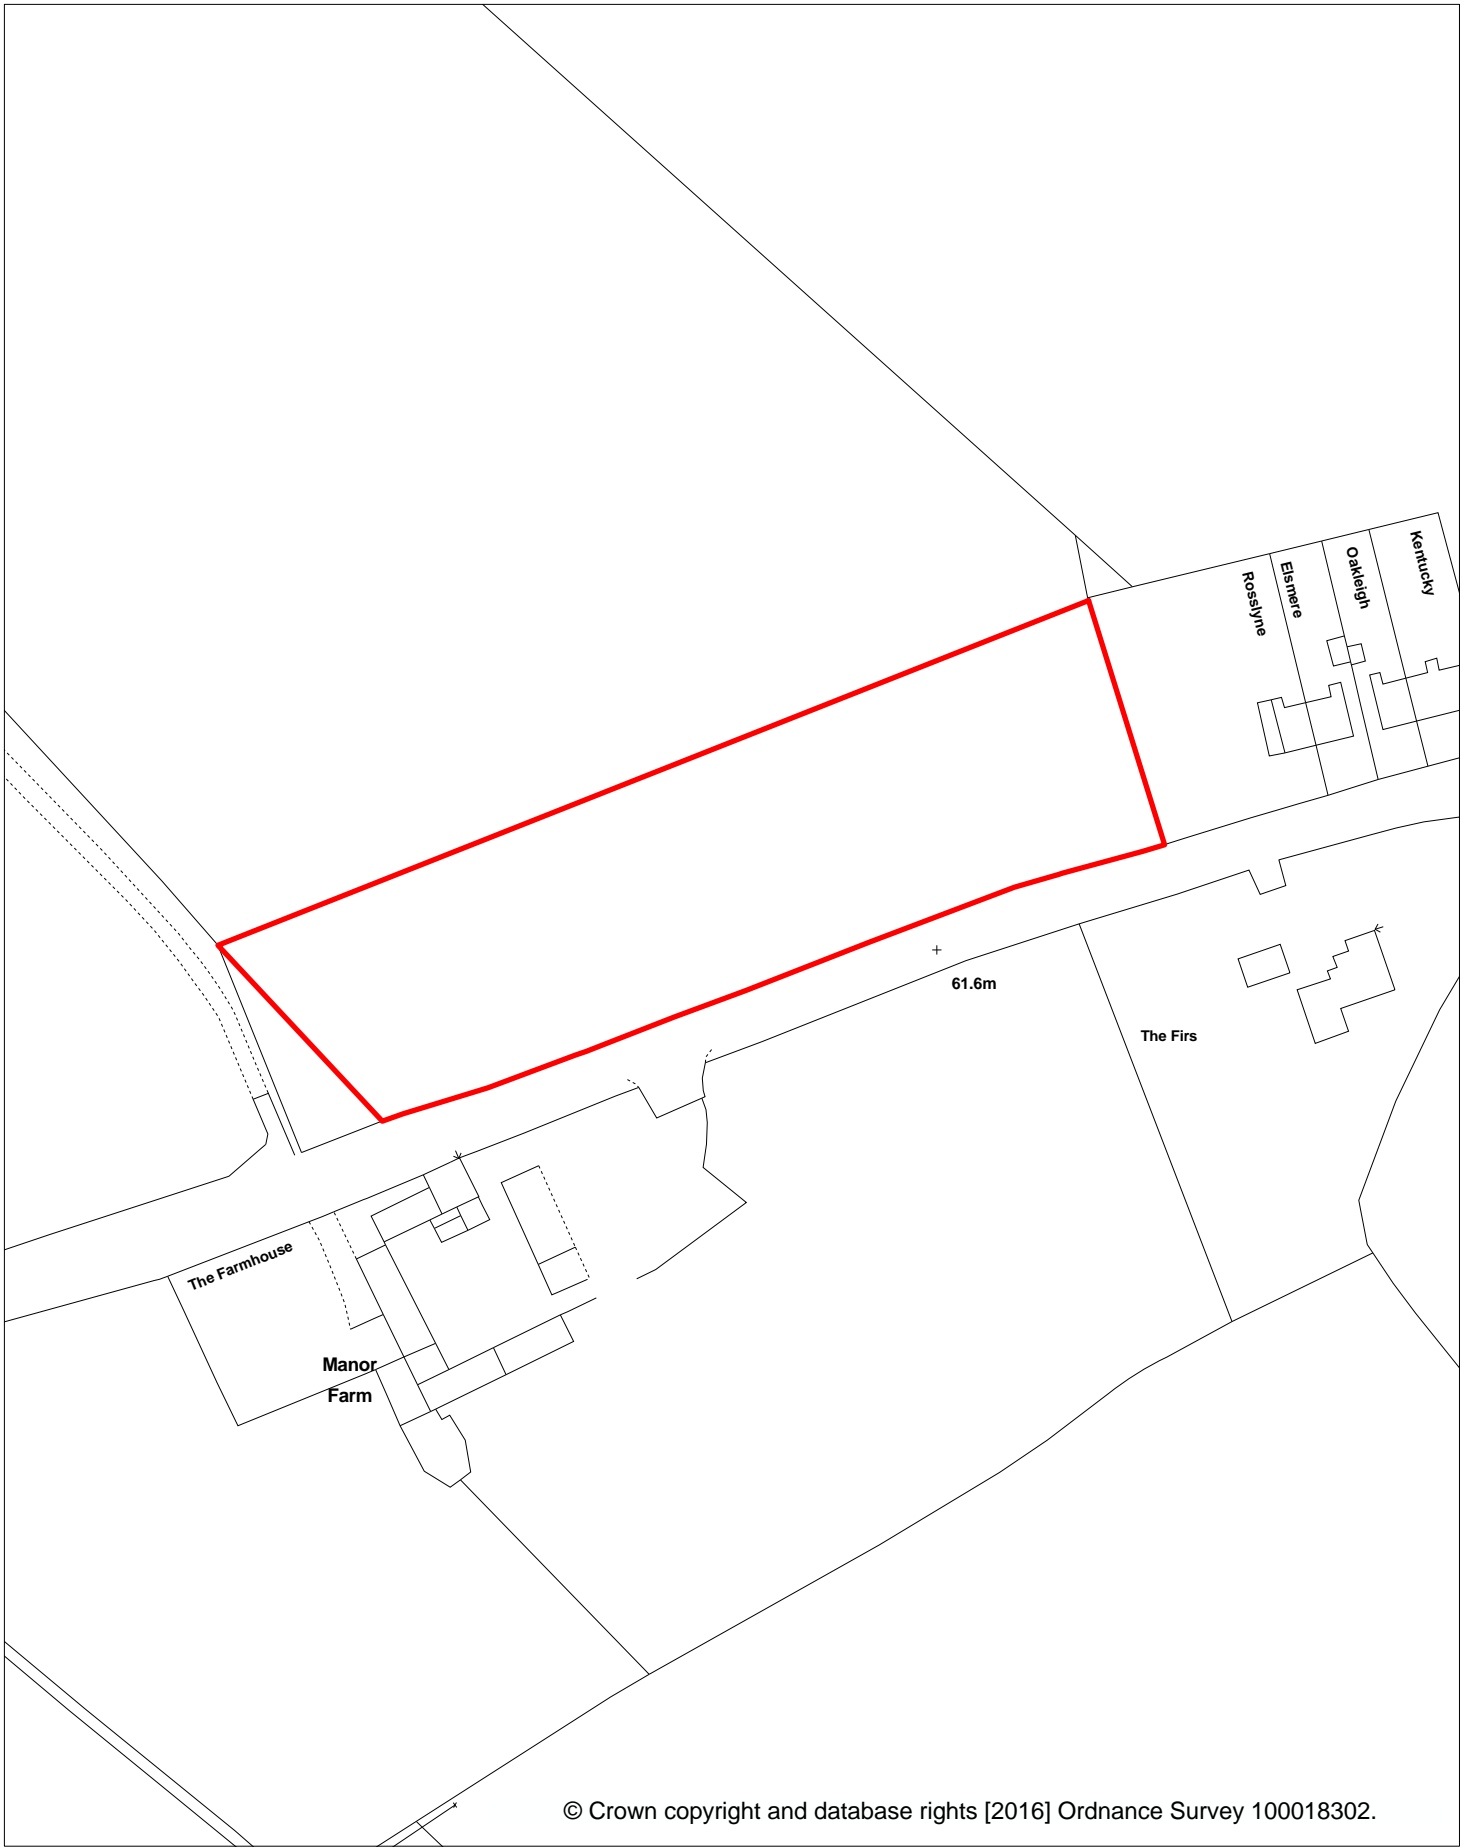 Kentucky
Oakleigh
Elsmere
Rosslyne
61.6m
The Firs
The Farmhouse
Manor
Farm
© Crown copyright and database rights [2016] Ordnance Survey 100018302.